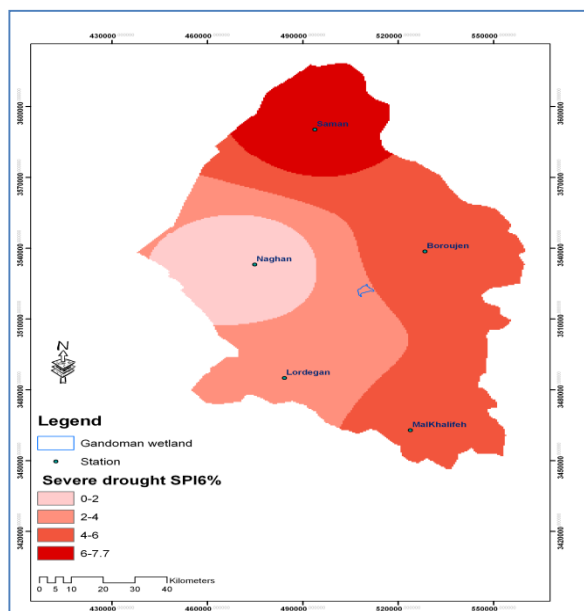 430000 460000 490000 520000 550000
3600000
Saman
3570000
Boroujen
3540000
Naghan
3510000
N
Lordegan
3480000
Legend
MalKhalifeh
Gandoman wetland
3450000
Station
Severe drought SPI6%
0-2
2-4
4-6
3420000
6-7.7
Kilometers
0 5 10 20 30 40
430000 460000 490000 520000 550000